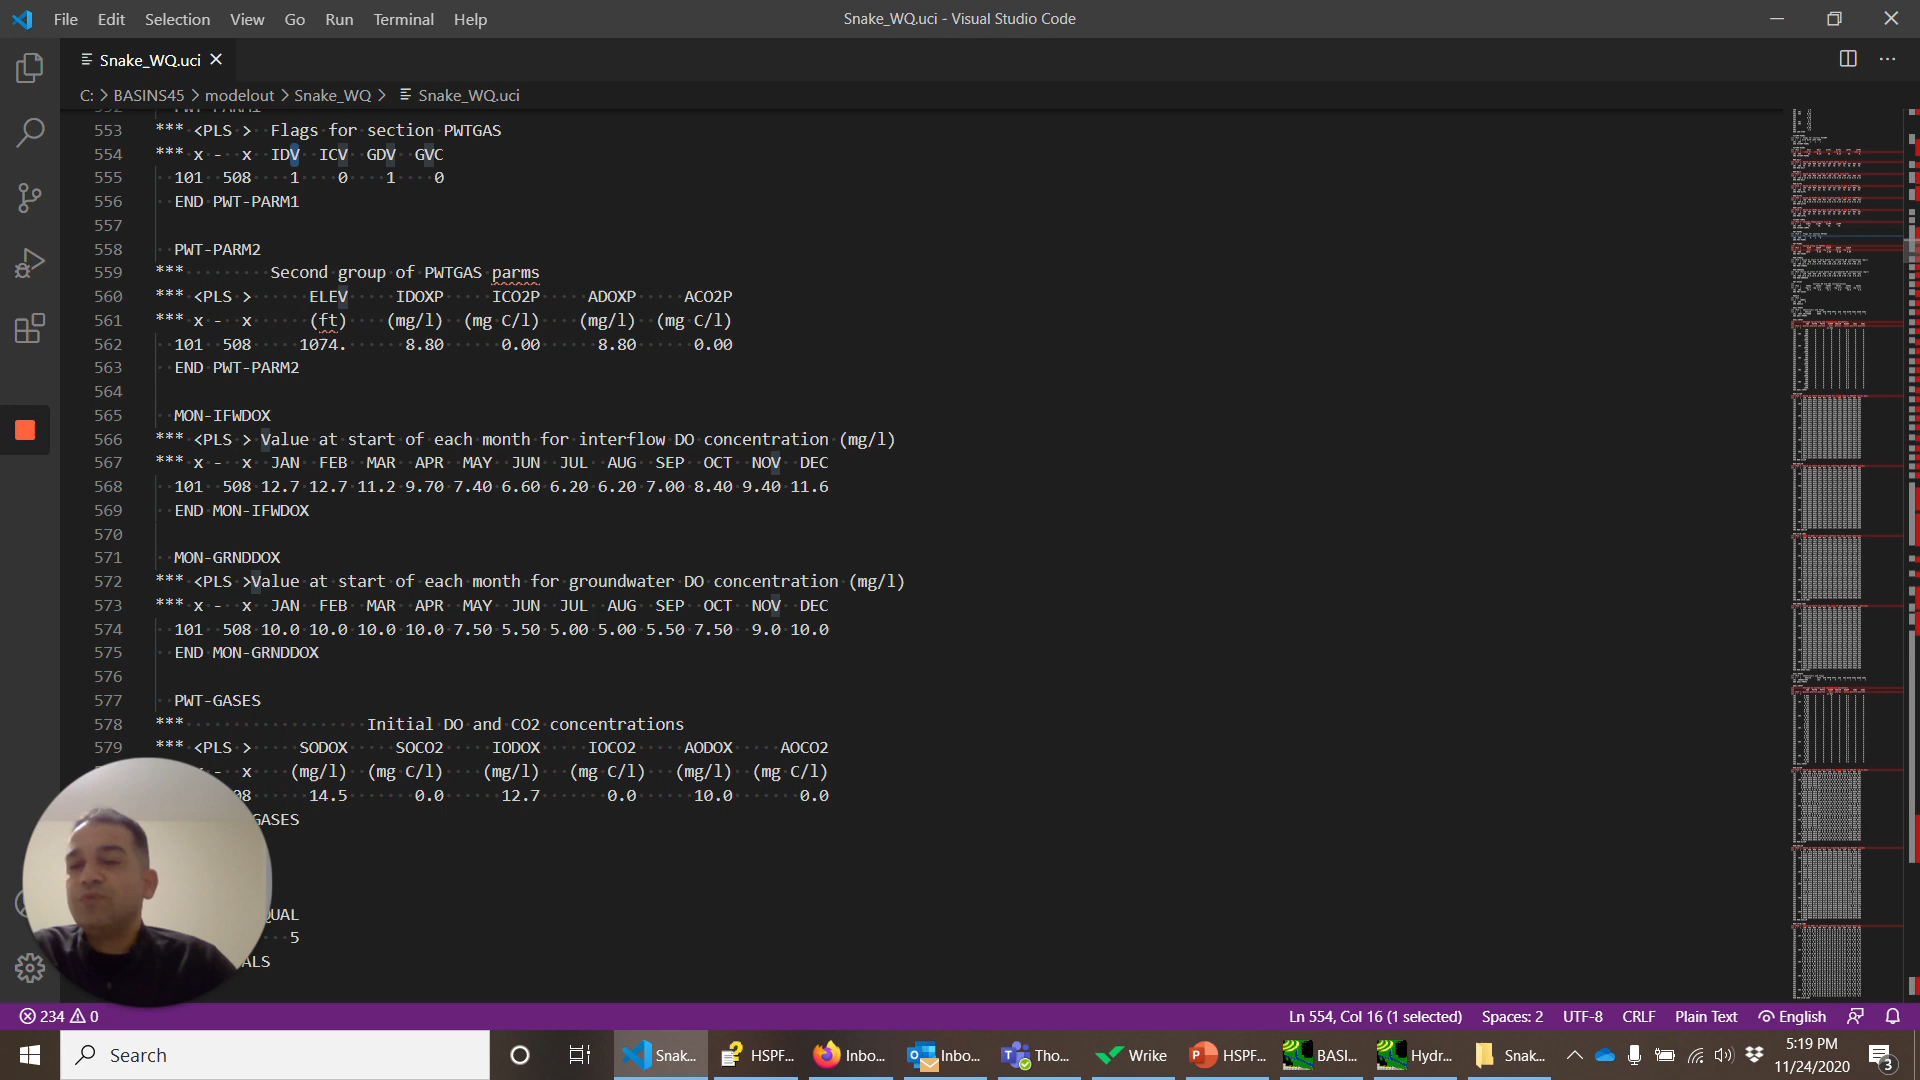 File Edit Selection View Go Run Terminal Help
Snake_WQ.uci - Visual Studio Code
Snake_WQ.uci
C: > BASINS45 > modelout > Snake_WQ > Snake_WQ.uci
553 *** <PLS > Flags for section PWTGAS
554 *** x - x IDV ICV GDV GVC
555 101 508 1 0 1 0
556 END PWT-PARM1
557
558 PWT-PARM2
559 *** Second group of PWTGAS parms
560 *** <PLS > ELEV IDOXP ICO2P ADOXP ACO2P
561 *** x - x (ft) (mg/l) (mg C/l) (mg/l) (mg C/l)
562 101 508 1074. 8.80 0.00 8.80 0.00
563 END PWT-PARM2
564
565 MON-IFWDOX
566 *** <PLS > Value at start of each month for interflow DO concentration (mg/l)
567 *** x - x JAN FEB MAR APR MAY JUN JUL AUG SEP OCT NOV DEC
568 101 508 12.7 12.7 11.2 9.70 7.40 6.60 6.20 6.20 7.00 8.40 9.40 11.6
569 END MON-IFWDOX
570
571 MON-GRNDDOX
572 *** <PLS >Value at start of each month for groundwater DO concentration (mg/l)
573 *** x - x JAN FEB MAR APR MAY JUN JUL AUG SEP OCT NOV DEC
574 101 508 10.0 10.0 10.0 10.0 7.50 5.50 5.00 5.00 5.50 7.50 9.0 10.0
575 END MON-GRNDDOX
576
577 PWT-GASES
578 *** Initial DO and CO2 concentrations
579 *** <PLS > SODOX SOCO2 IODOX IOCO2 AODOX AOCO2
- x (mg/l) (mg C/l) (mg/l) (mg C/l) (mg/l) (mg C/l)
08 14.5 0.0 12.7 0.0 10.0 0.0
GASES
QUAL
5
ALS
234 0
Ln 554, Col 16 (1 selected) Spaces: 2 UTF-8 CRLF Plain Text English
Search
Snak... HSPF... Inbo... Inbo... Tho... Wrike HSPF... BASI... Hydr... Snak...
5:19 PM
11/24/2020
3